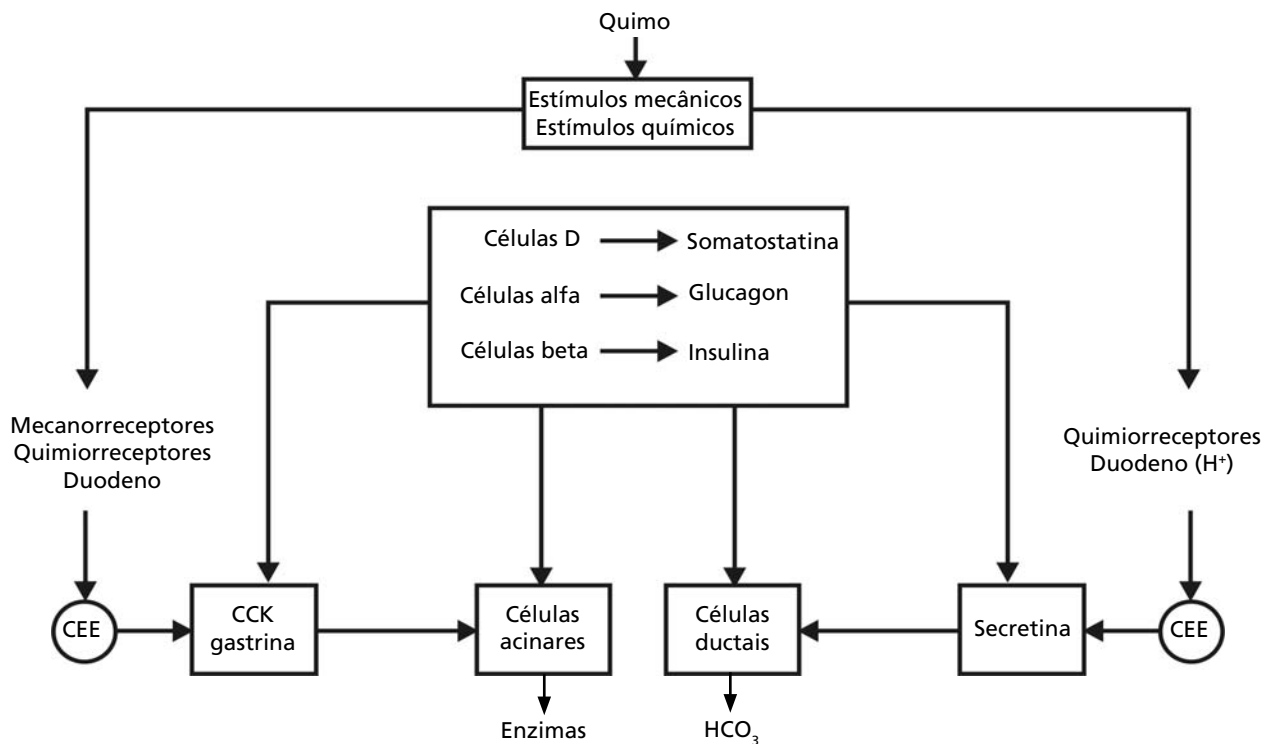 Quimo
Estímulos mecânicos
Estímulos químicos
Células D
Somatostatina
Células alfa
Glucagon
Células beta
Insulina
Mecanorreceptores
Quimiorreceptores
Duodeno
Quimiorreceptores
Duodeno (H⁺)
CEE
CCK
gastrina
Células
acinares
Células
ductais
Secretina
CEE
Enzimas
HCO₃